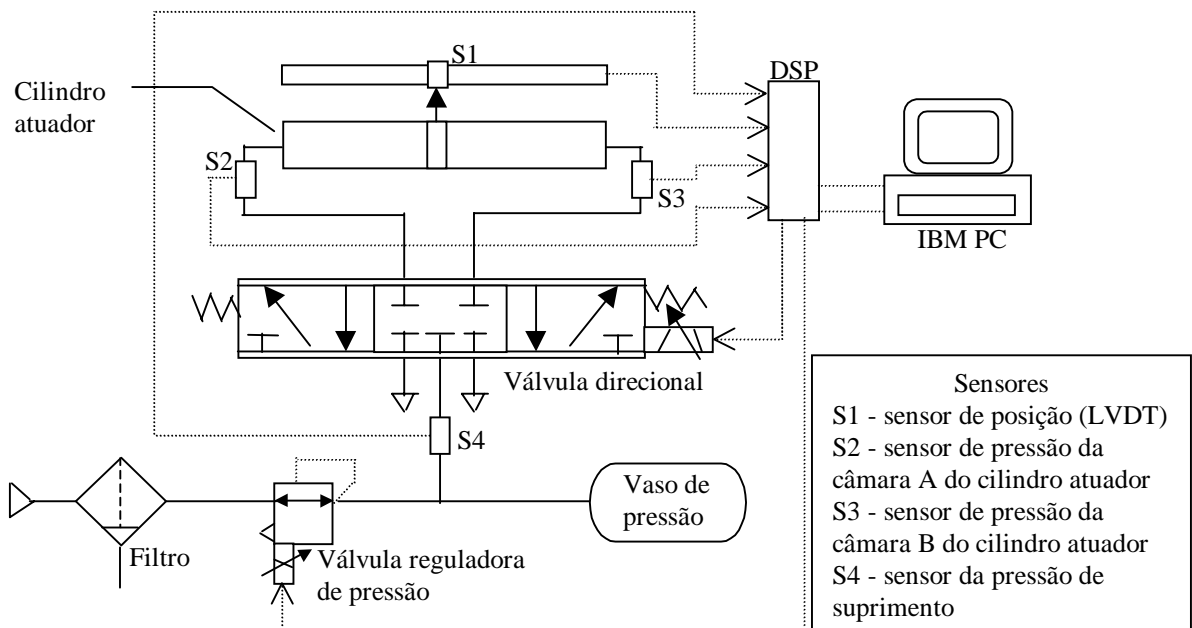 S1
DSP
Cilindro
atuador
S2
S3
IBM PC
Válvula direcional
S4
Vaso de
pressão
Filtro
Válvula reguladora
de pressão
Sensores
S1 - sensor de posição (LVDT)
S2 - sensor de pressão da
câmara A do cilindro atuador
S3 - sensor de pressão da
câmara B do cilindro atuador
S4 - sensor da pressão de
suprimento